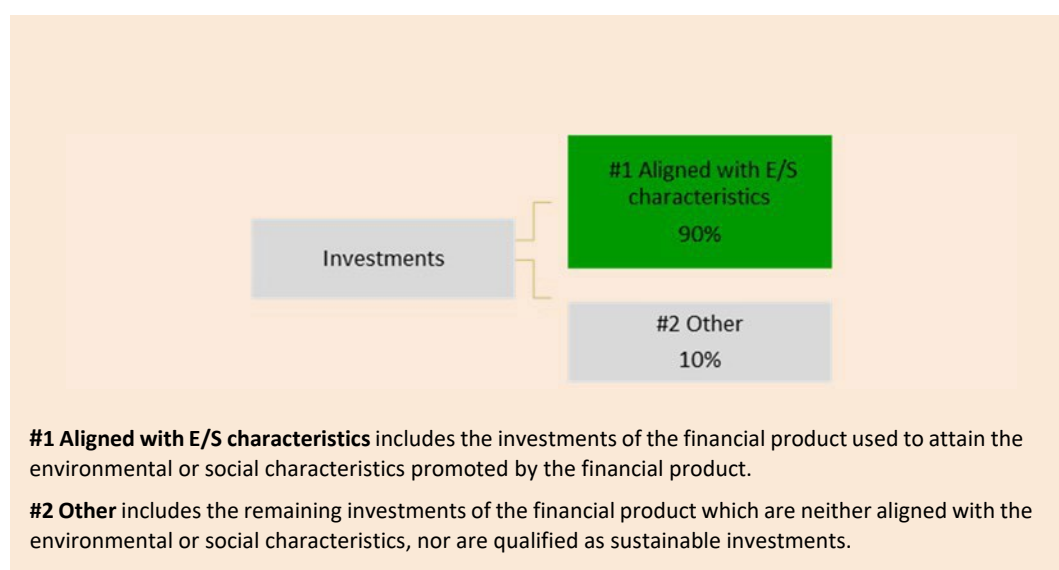 #1 Aligned with E/S
characteristics
90%
Investments
#2 Other
10%
#1 Aligned with E/S characteristics includes the investments of the financial product used to attain the
environmental or social characteristics promoted by the financial product.
#2 Other includes the remaining investments of the financial product which are neither aligned with the
environmental or social characteristics, nor are qualified as sustainable investments.